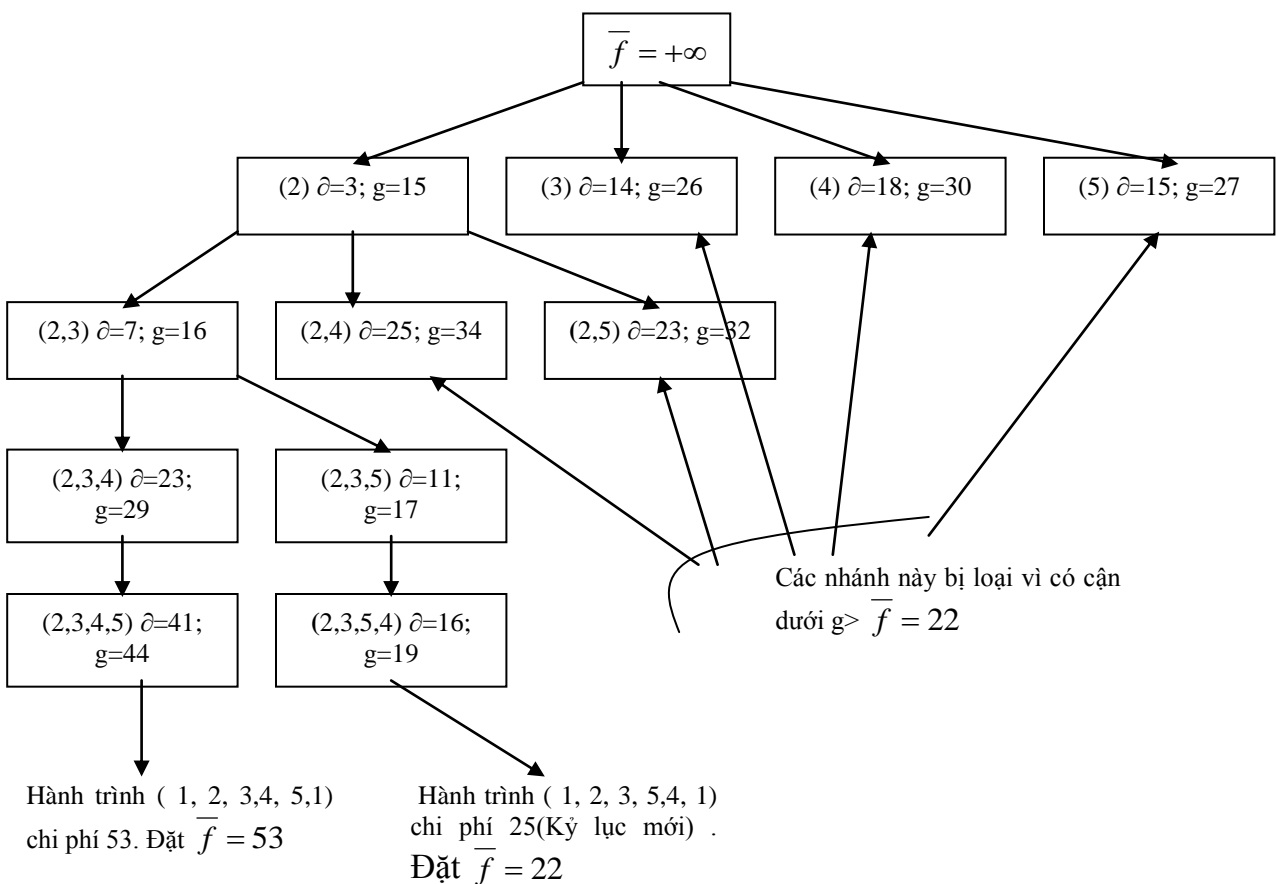 f̅ = +∞
(2) ∂=3; g=15
(3) ∂=14; g=26
(4) ∂=18; g=30
(5) ∂=15; g=27
(2,3) ∂=7; g=16
(2,4) ∂=25; g=34
(2,5) ∂=23; g=32
(2,3,4) ∂=23;
g=29
(2,3,5) ∂=11;
g=17
Các nhánh này bị loại vì có cận
dưới g> f̅ = 22
(2,3,4,5) ∂=41;
g=44
(2,3,5,4) ∂=16;
g=19
Hành trình ( 1, 2, 3,4, 5,1)
chi phí 53. Đặt f̅ = 53
Hành trình ( 1, 2, 3, 5,4, 1)
chi phí 25(Kỷ lục mới) .
Đặt f̅ = 22